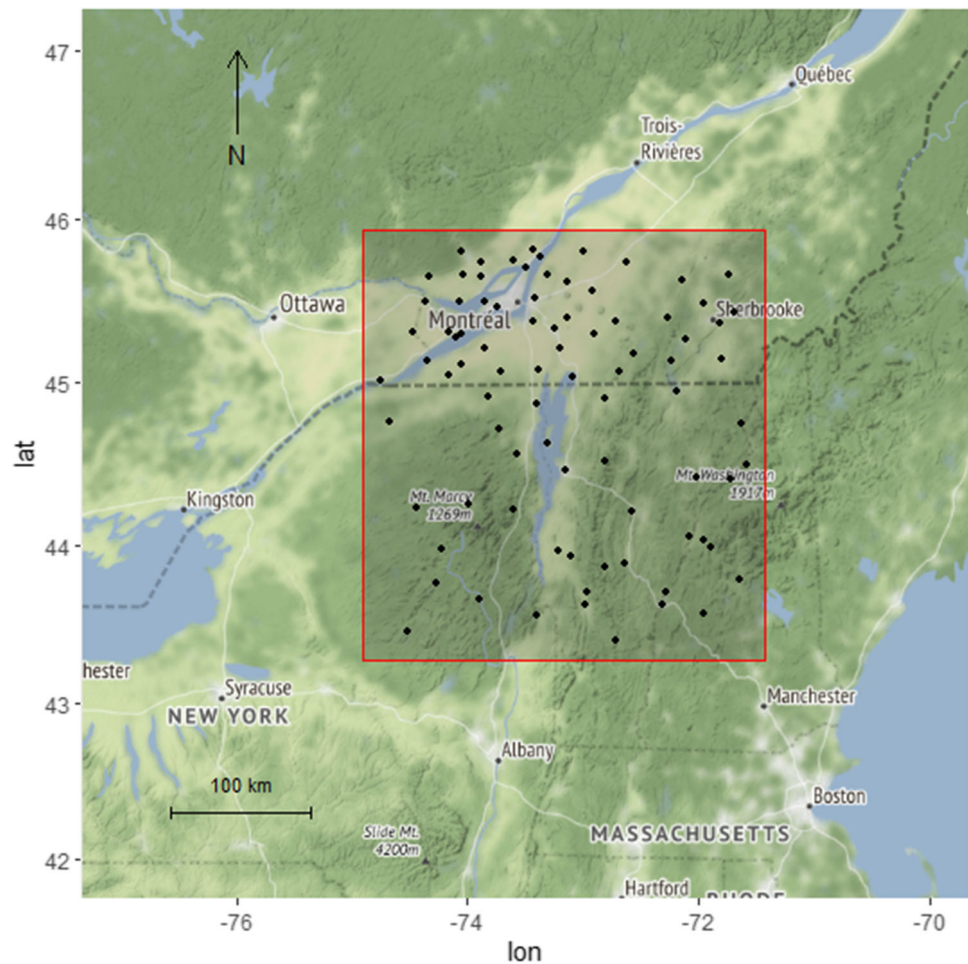 47
Québec
N
Trois-
Rivières
46
Ottawa
Montréal
Sherbrooke
45
lat
Mt. Washington
1917m
Kingston
Mt. Marcy
1269m
44
hester
43
Syracuse
NEW YORK
Manchester
Albany
100 km
Boston
Slide Mt.
4200m
MASSACHUSETTS
42
Hartford
RHODE
-76
-74
-72
-70
lon